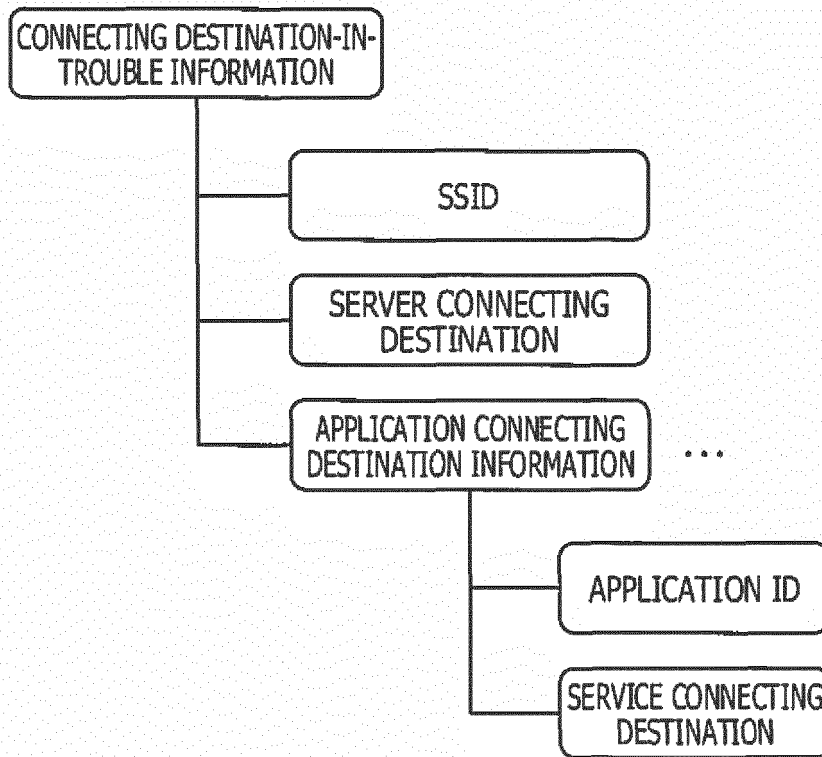 CONNECTING DESTINATION-IN-
TROUBLE INFORMATION
SSID
SERVER CONNECTING
DESTINATION
APPLICATION CONNECTING
DESTINATION INFORMATION
...
APPLICATION ID
SERVICE CONNECTING
DESTINATION